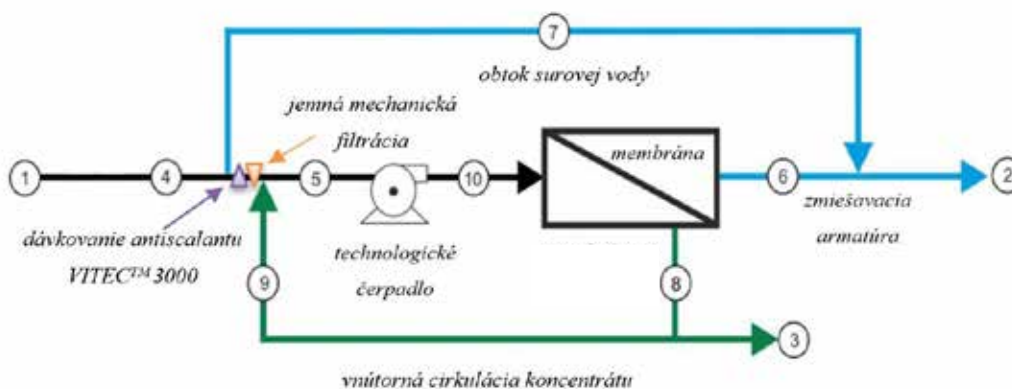 7
obtok surovej vody
jemná mechanická
filtrácia
1
4
5
10
membrána
6
2
dávkovanie antiscalantu
VITEC™ 3000
technologické
čerpadlo
zmiešavacia
armatúra
9
8
3
vnútorná cirkulácia koncentrátu